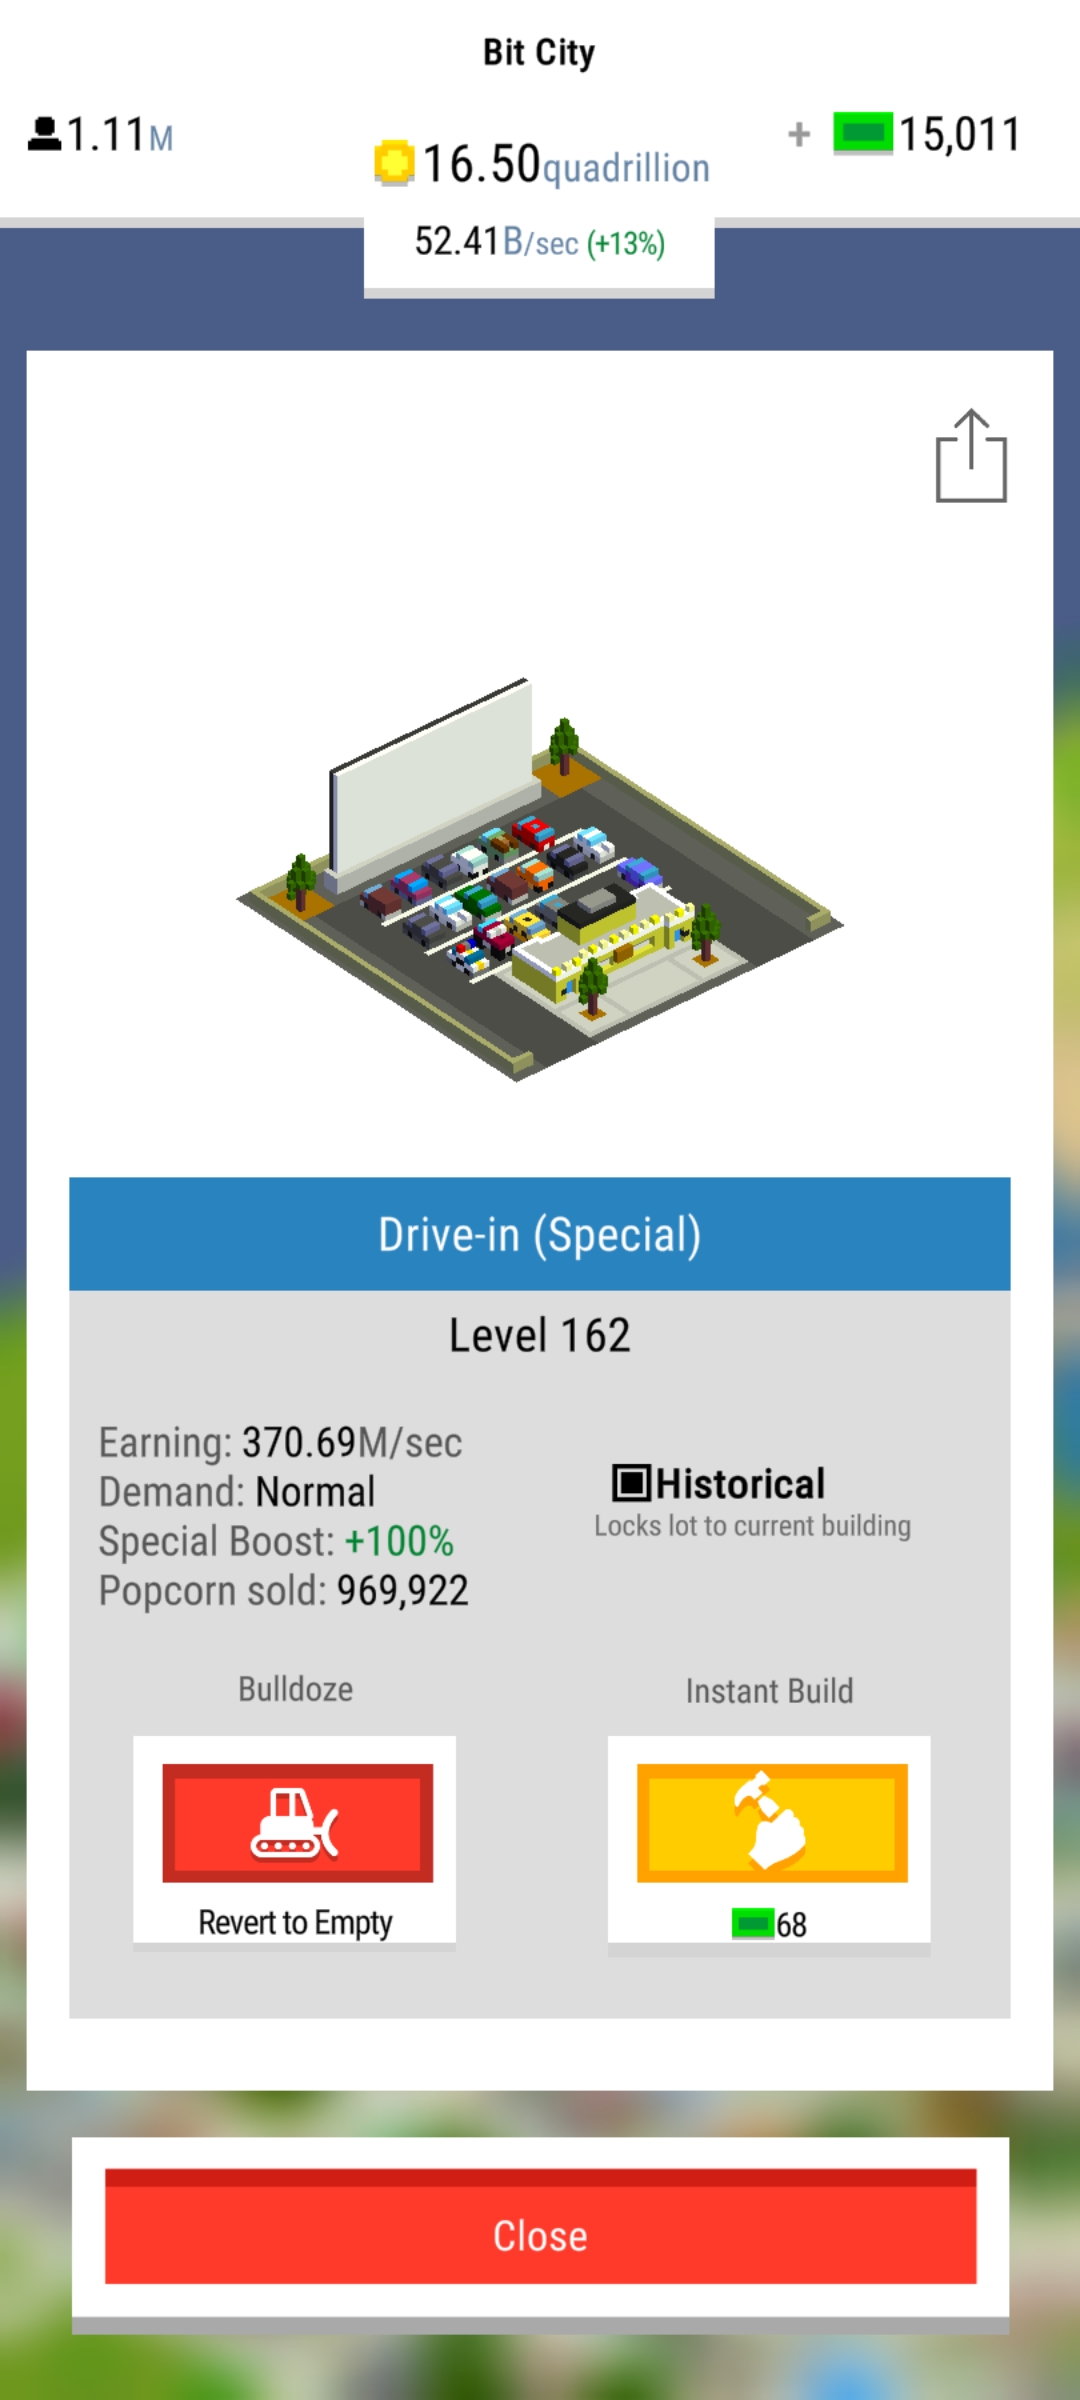 Bit City
1.11M
16.50quadrillion
+ 15,011
52.41B/sec (+13%)
Drive-in (Special)
Level 162
Earning: 370.69M/sec
Demand: Normal
Special Boost: +100%
Popcorn sold: 969,922
Historical
Locks lot to current building
Bulldoze
Instant Build
Revert to Empty
68
Close